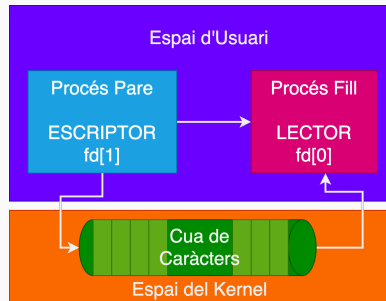 Espai d'Usuari
Procés Pare
ESCRIPTOR
fd[1]
Procés Fill
LECTOR
fd[0]
Cua de
Caràcters
Espai del Kernel